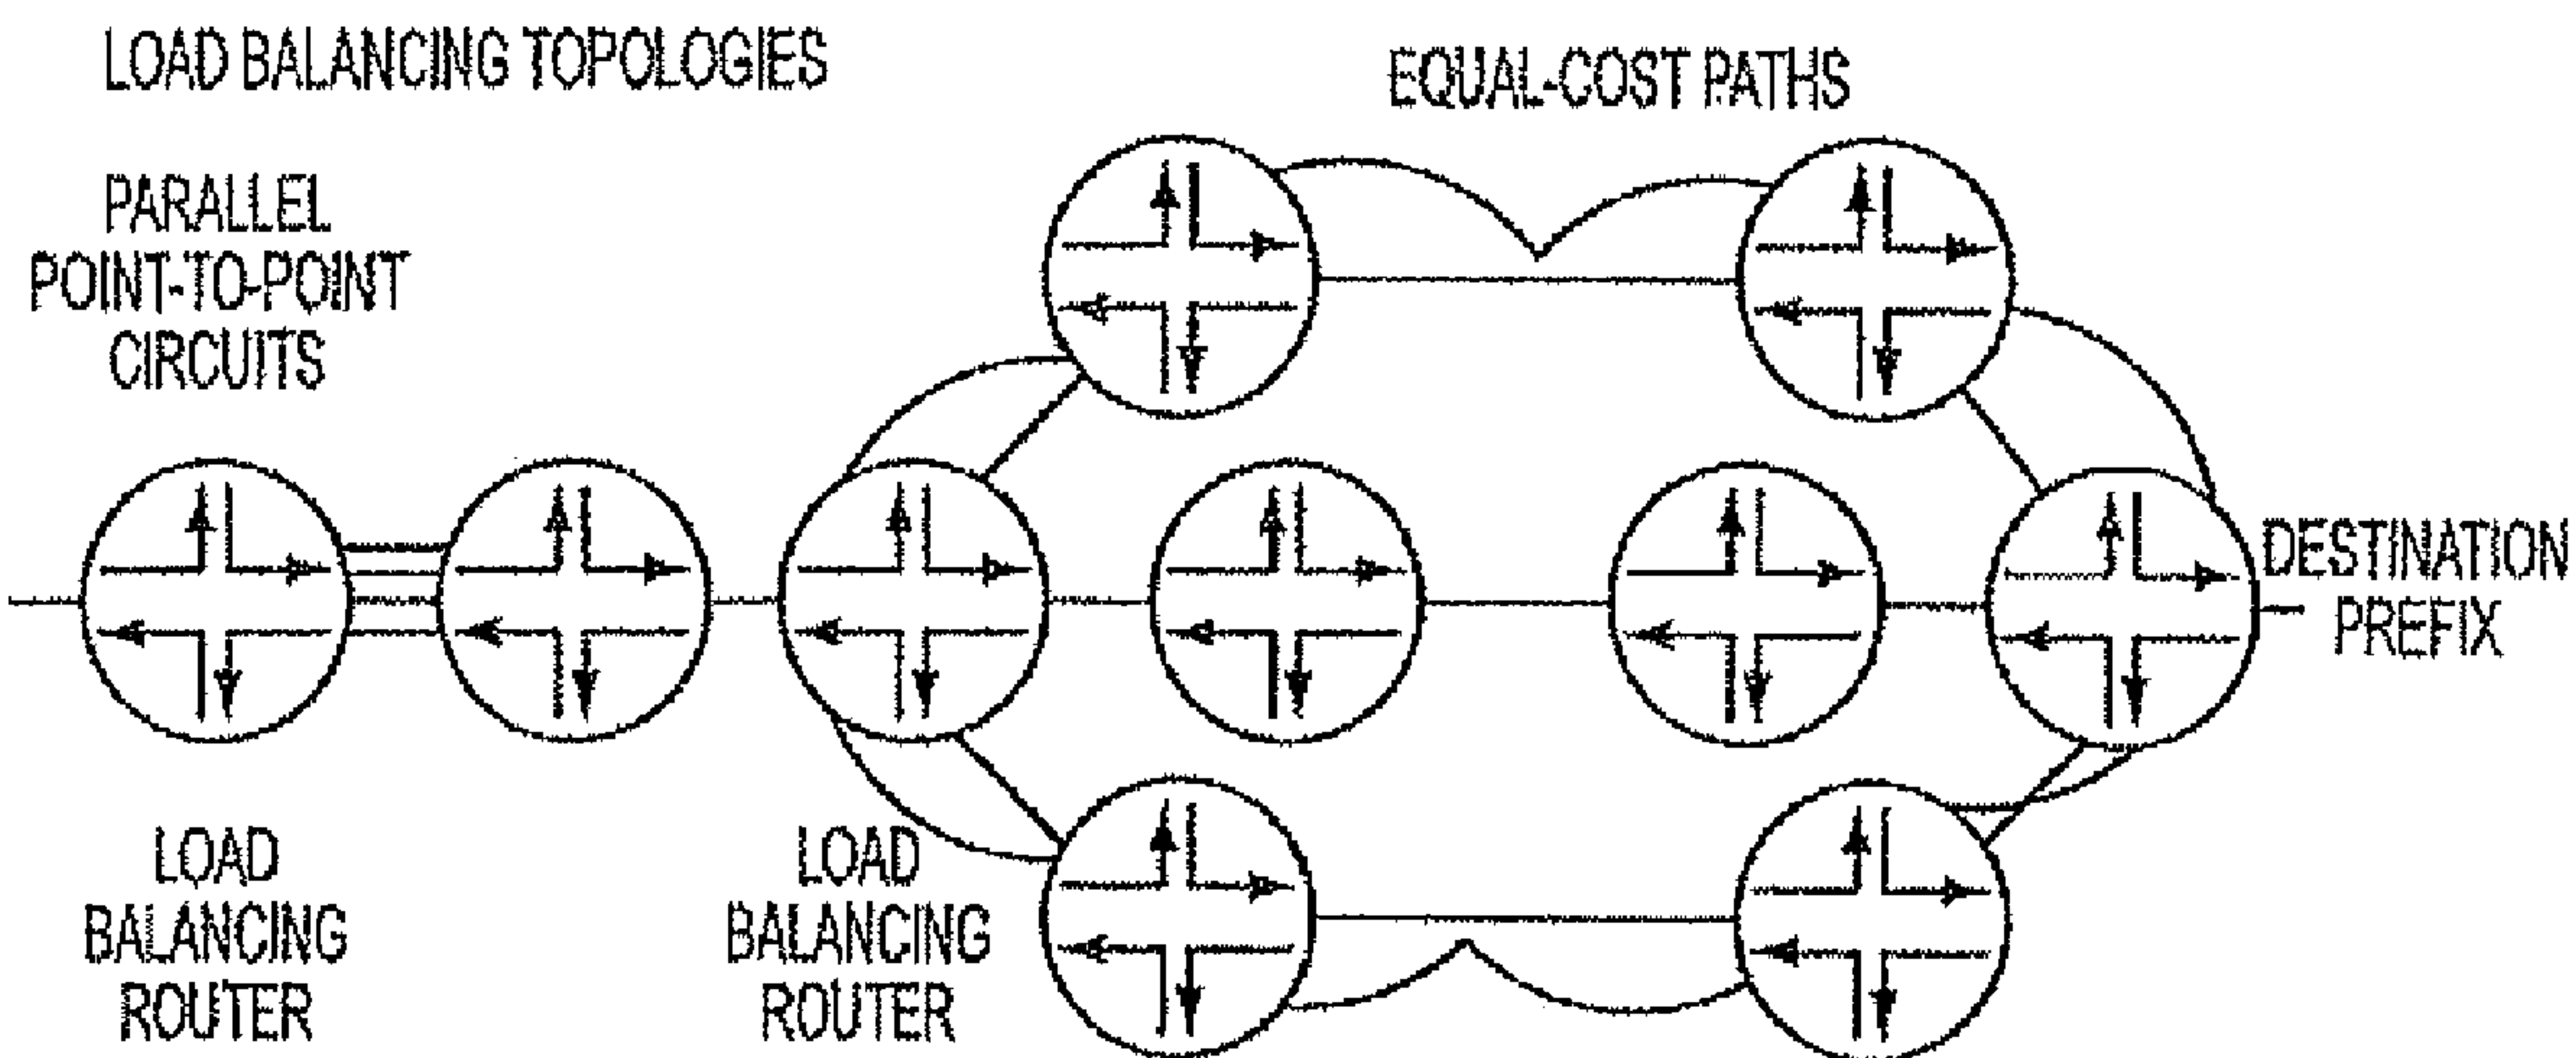 LOAD BALANCING TOPOLOGIES
EQUAL-COST PATHS
PARALLEL
POINT-TO-POINT
CIRCUITS
DESTINATION
PREFIX
LOAD
BALANCING
ROUTER
LOAD
BALANCING
ROUTER